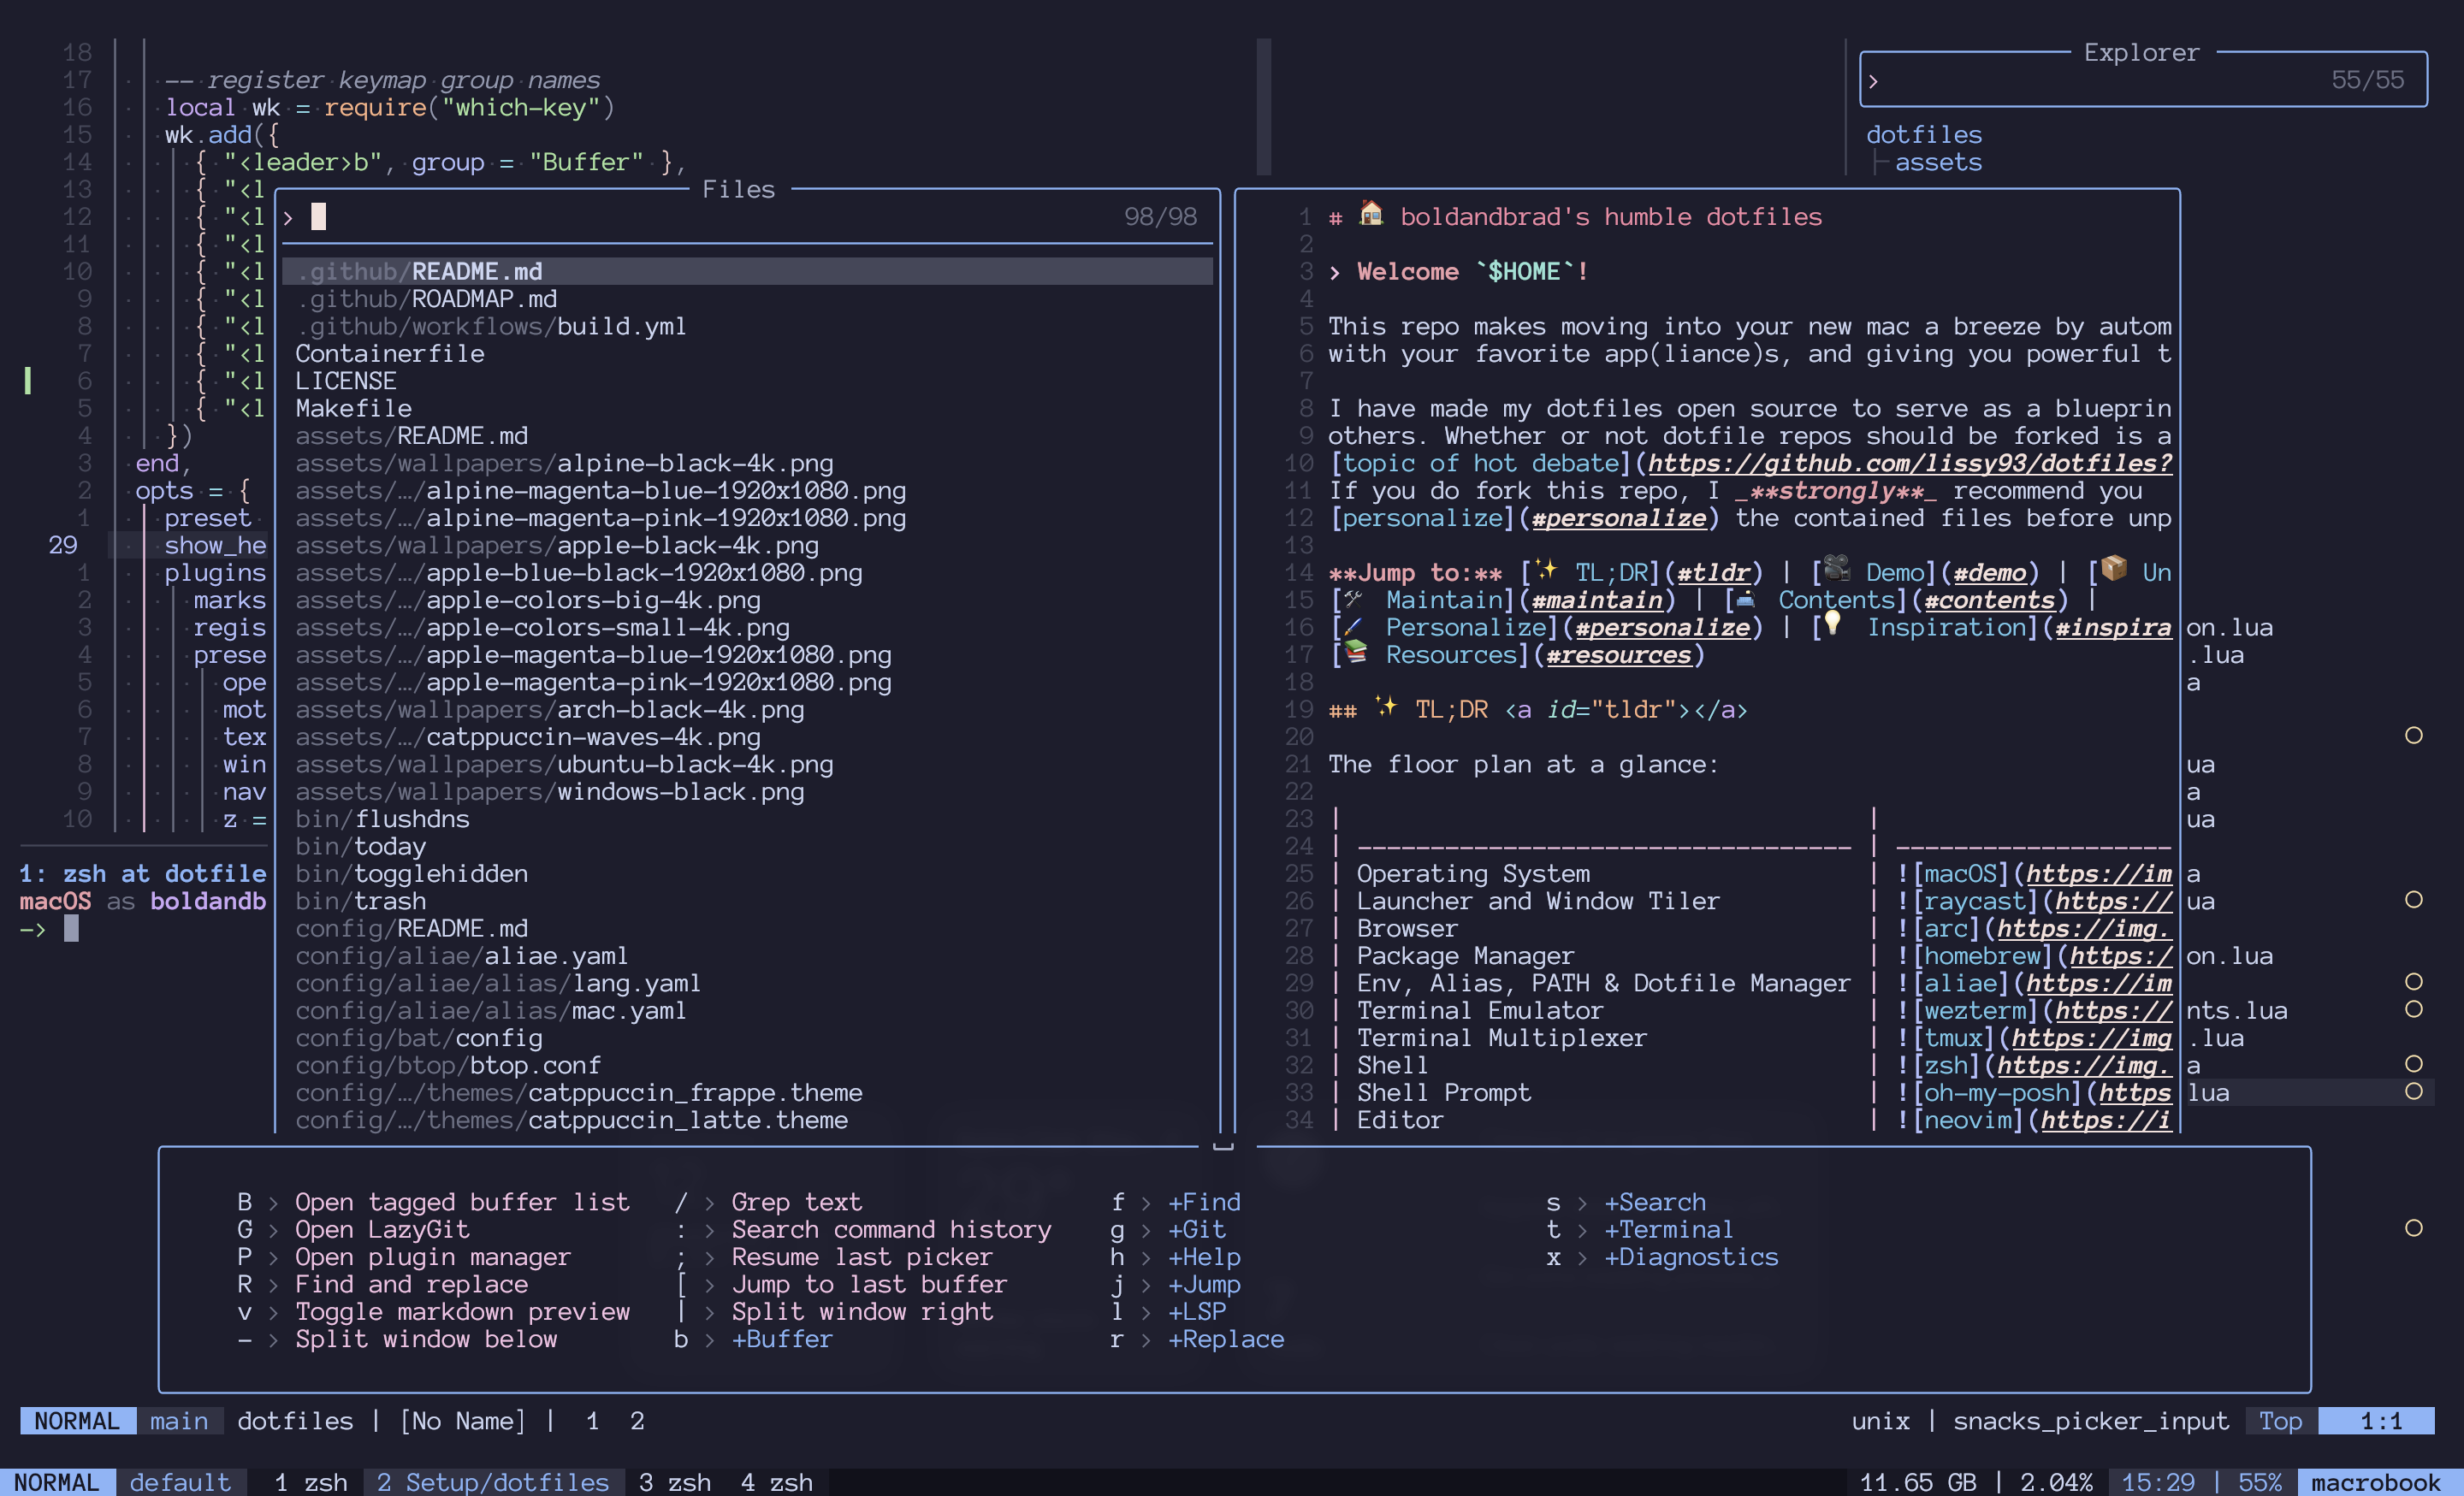 18
17 -- register keymap group names
16 local wk = require("which-key")
15 wk.add({
14 { "<leader>b", group = "Buffer" },
13 { "<l
12 { "<l
11 { "<l
10 { "<l
9 { "<l
8 { "<l
7 { "<l
6 { "<l
5 { "<l
4 })
3 end,
2 opts = {
1 preset
29 show_he
1 plugins
2 marks
3 regis
4 prese
5 ope
6 mot
7 tex
8 win
9 nav
10 z =
1: zsh at dotfile
macOS as boldandb
->
Files
> 98/98
.github/README.md
.github/ROADMAP.md
.github/workflows/build.yml
Containerfile
LICENSE
Makefile
assets/README.md
assets/wallpapers/alpine-black-4k.png
assets/…/alpine-magenta-blue-1920x1080.png
assets/…/alpine-magenta-pink-1920x1080.png
assets/wallpapers/apple-black-4k.png
assets/…/apple-blue-black-1920x1080.png
assets/…/apple-colors-big-4k.png
assets/…/apple-colors-small-4k.png
assets/…/apple-magenta-blue-1920x1080.png
assets/…/apple-magenta-pink-1920x1080.png
assets/wallpapers/arch-black-4k.png
assets/…/catppuccin-waves-4k.png
assets/wallpapers/ubuntu-black-4k.png
assets/wallpapers/windows-black.png
bin/flushdns
bin/today
bin/togglehidden
bin/trash
config/README.md
config/aliae/aliae.yaml
config/aliae/alias/lang.yaml
config/aliae/alias/mac.yaml
config/bat/config
config/btop/btop.conf
config/…/themes/catppuccin_frappe.theme
config/…/themes/catppuccin_latte.theme
1 # 🏠 boldandbrad's humble dotfiles
2
3 > Welcome `$HOME`!
4
5 This repo makes moving into your new mac a breeze by autom
6 with your favorite app(liance)s, and giving you powerful t
7
8 I have made my dotfiles open source to serve as a blueprin
9 others. Whether or not dotfile repos should be forked is a
10 [topic of hot debate](https://github.com/lissy93/dotfiles?
11 If you do fork this repo, I _**strongly**_ recommend you
12 [personalize](#personalize) the contained files before unp
13
14 **Jump to:** [✨ TL;DR](#tldr) | [🎥 Demo](#demo) | [📦 Un
15 [🛠 Maintain](#maintain) | [🛋 Contents](#contents) |
16 [🖌 Personalize](#personalize) | [💡 Inspiration](#inspira
17 [📚 Resources](#resources)
18
19 ## ✨ TL;DR <a id="tldr"></a>
20
21 The floor plan at a glance:
22
23 | |
24 | ---------------------------------- | -------------------
25 | Operating System | ![macOS](https://im
26 | Launcher and Window Tiler | ![raycast](https://
27 | Browser | ![arc](https://img.
28 | Package Manager | ![homebrew](https:/
29 | Env, Alias, PATH & Dotfile Manager | ![aliae](https://im
30 | Terminal Emulator | ![wezterm](https://
31 | Terminal Multiplexer | ![tmux](https://img
32 | Shell | ![zsh](https://img.
33 | Shell Prompt | ![oh-my-posh](https
34 | Editor | ![neovim](https://i
Explorer
> 55/55
dotfiles
assets
on.lua
.lua
a
ua
a
ua
a
ua
on.lua
nts.lua
.lua
a
lua
B > Open tagged buffer list / > Grep text f > +Find s > +Search
G > Open LazyGit : > Search command history g > +Git t > +Terminal
P > Open plugin manager ; > Resume last picker h > +Help x > +Diagnostics
R > Find and replace [ > Jump to last buffer j > +Jump
v > Toggle markdown preview | > Split window right l > +LSP
- > Split window below b > +Buffer r > +Replace
NORMAL main dotfiles | [No Name] | 1 2 unix | snacks_picker_input Top 1:1
NORMAL default 1 zsh 2 Setup/dotfiles 3 zsh 4 zsh 11.65 GB | 2.04% 15:29 | 55% macrobook